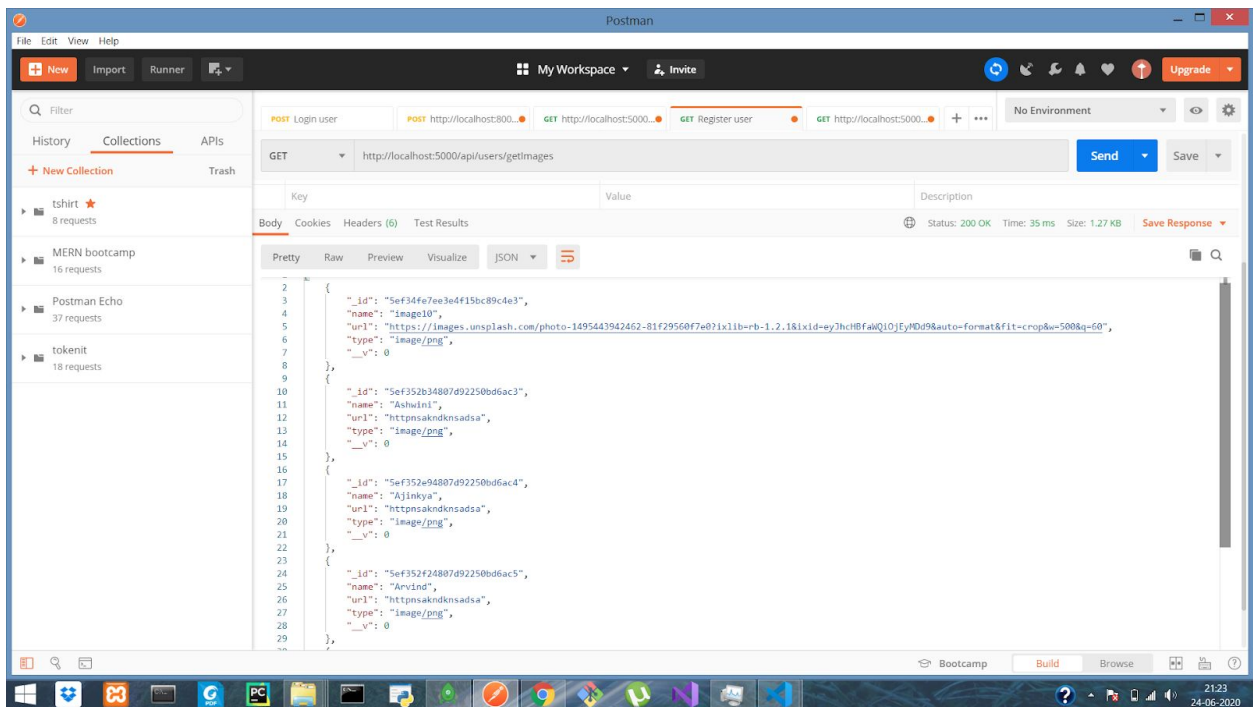 Postman
File Edit View Help
New Import Runner My Workspace Invite Upgrade
Filter
History Collections APIs
+ New Collection Trash
tshirt
8 requests
MERN bootcamp
16 requests
Postman Echo
37 requests
tokenit
18 requests
POST Login user POST http://localhost:800... GET http://localhost:5000... GET Register user GET http://localhost:5000... + ••• No Environment
GET http://localhost:5000/api/users/getImages Send Save
Key Value Description
Body Cookies Headers (6) Test Results Status: 200 OK Time: 35 ms Size: 1.27 KB Save Response
Pretty Raw Preview Visualize JSON
2 {
3 "_id": "5ef34fe7ee3e4f15bc89c4e3",
4 "name": "image10",
5 "url": "https://images.unsplash.com/photo-1495443942462-81f29560f7e0?ixlib=rb-1.2.1&ixid=eyJhcHBfaWQiOjEyMDd9&auto=format&fit=crop&w=500&q=60",
6 "type": "image/png",
7 "__v": 0
8 },
9 {
10 "_id": "5ef352b34807d92250bd6ac3",
11 "name": "Ashwini",
12 "url": "httpnsakndknsadsa",
13 "type": "image/png",
14 "__v": 0
15 },
16 {
17 "_id": "5ef352e94807d92250bd6ac4",
18 "name": "Ajinkya",
19 "url": "httpnsakndknsadsa",
20 "type": "image/png",
21 "__v": 0
22 },
23 {
24 "_id": "5ef352f24807d92250bd6ac5",
25 "name": "Arvind",
26 "url": "httpnsakndknsadsa",
27 "type": "image/png",
28 "__v": 0
29 },
Bootcamp Build Browse
PDF PC
21:23
24-06-2020